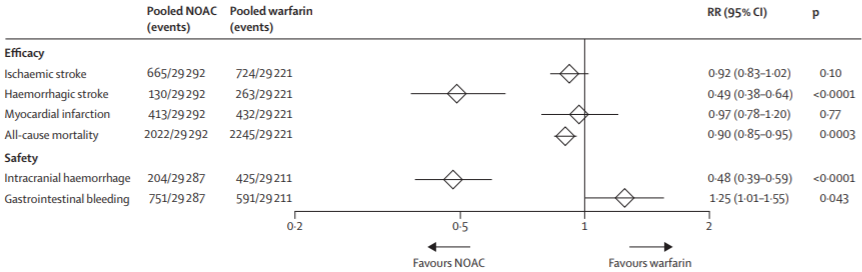 Pooled NOAC Pooled warfarin RR (95% CI) p
(events) (events)
Efficacy
Ischaemic stroke 665/29 292 724/29 221 0·92 (0·83–1·02) 0·10
Haemorrhagic stroke 130/29 292 263/29 221 0·49 (0·38–0·64) <0·0001
Myocardial infarction 413/29 292 432/29 221 0·97 (0·78–1·20) 0·77
All-cause mortality 2022/29 292 2245/29 221 0·90 (0·85–0·95) 0·0003
Safety
Intracranial haemorrhage 204/29 287 425/29 211 0·48 (0·39–0·59) <0·0001
Gastrointestinal bleeding 751/29 287 591/29 211 1·25 (1·01–1·55) 0·043
0·2 0·5 1 2
Favours NOAC Favours warfarin